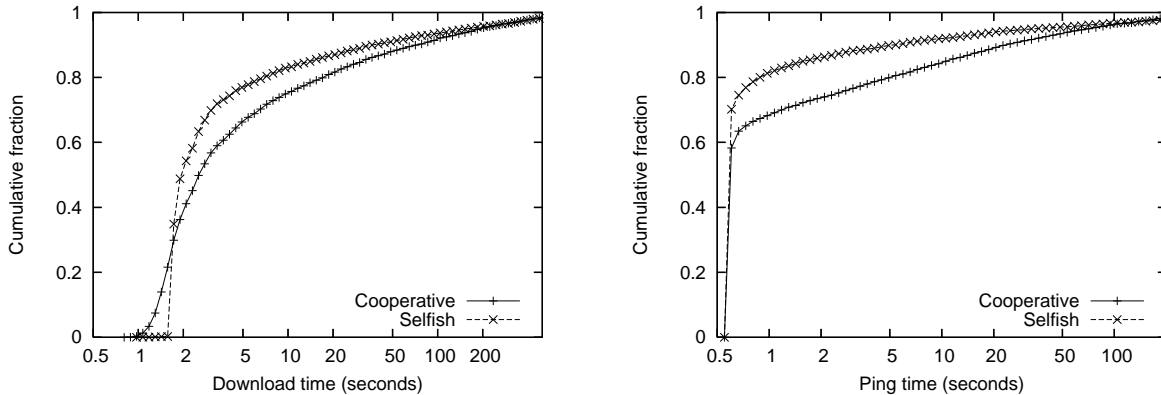 Cumulative fraction
1
0.8
0.6
0.4
0.2
0
0.5 1 2 5 10 20 50 100 200
Download time (seconds)
Cooperative
Selfish
Cumulative fraction
1
0.8
0.6
0.4
0.2
0
0.5 1 2 5 10 20 50 100
Ping time (seconds)
Cooperative
Selfish